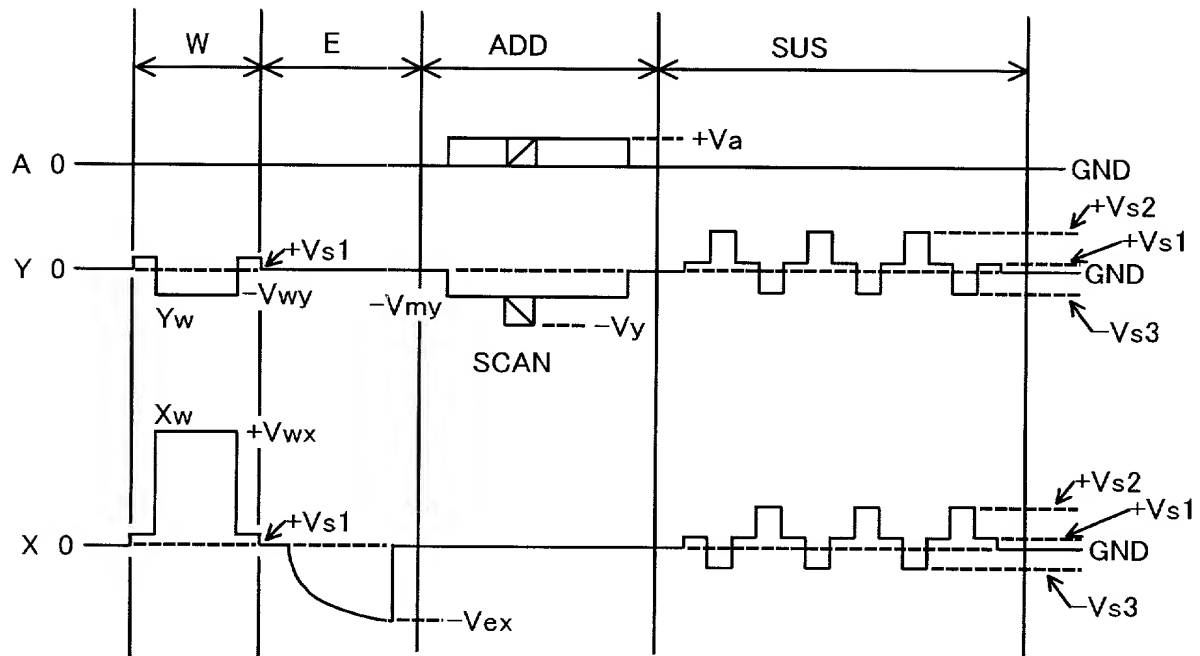 W E ADD SUS
+Va
A 0 GND
+Vs2
+Vs1 +Vs1
Y 0 GND
-Vwy -Vmy
Yw -Vy -Vs3
SCAN
Xw +Vwx
+Vs2
+Vs1 +Vs1
X 0 GND
-Vs3
-Vex